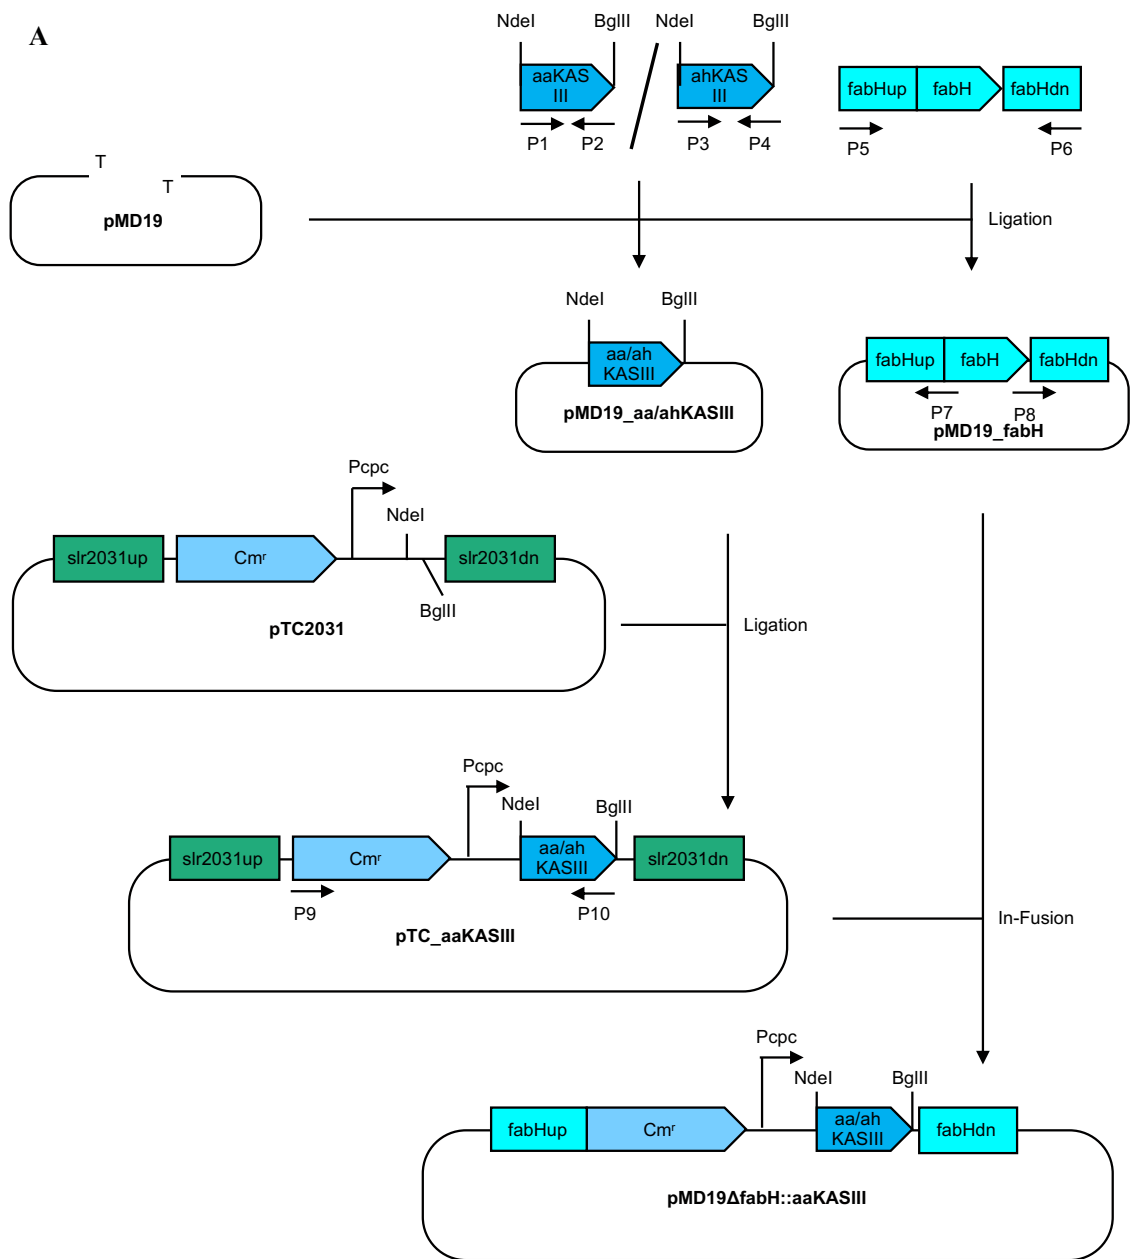 A
NdeI BglII NdeI BglII
aaKAS
III
ahKAS
III
fabHup fabH fabHdn
P1 P2 P3 P4 P5 P6
T
T
pMD19
Ligation
NdeI BglII
aa/ah
KASIII
pMD19_aa/ahKASIII
fabHup fabH fabHdn
P7 P8
pMD19_fabH
Pcpc
NdeI
slr2031up Cmʳ slr2031dn
BglII
pTC2031
Ligation
Pcpc
NdeI BglII
slr2031up Cmʳ aa/ah
KASIII slr2031dn
P9 P10
pTC_aaKASIII
In-Fusion
Pcpc
NdeI BglII
fabHup Cmʳ aa/ah
KASIII fabHdn
pMD19ΔfabH::aaKASIII